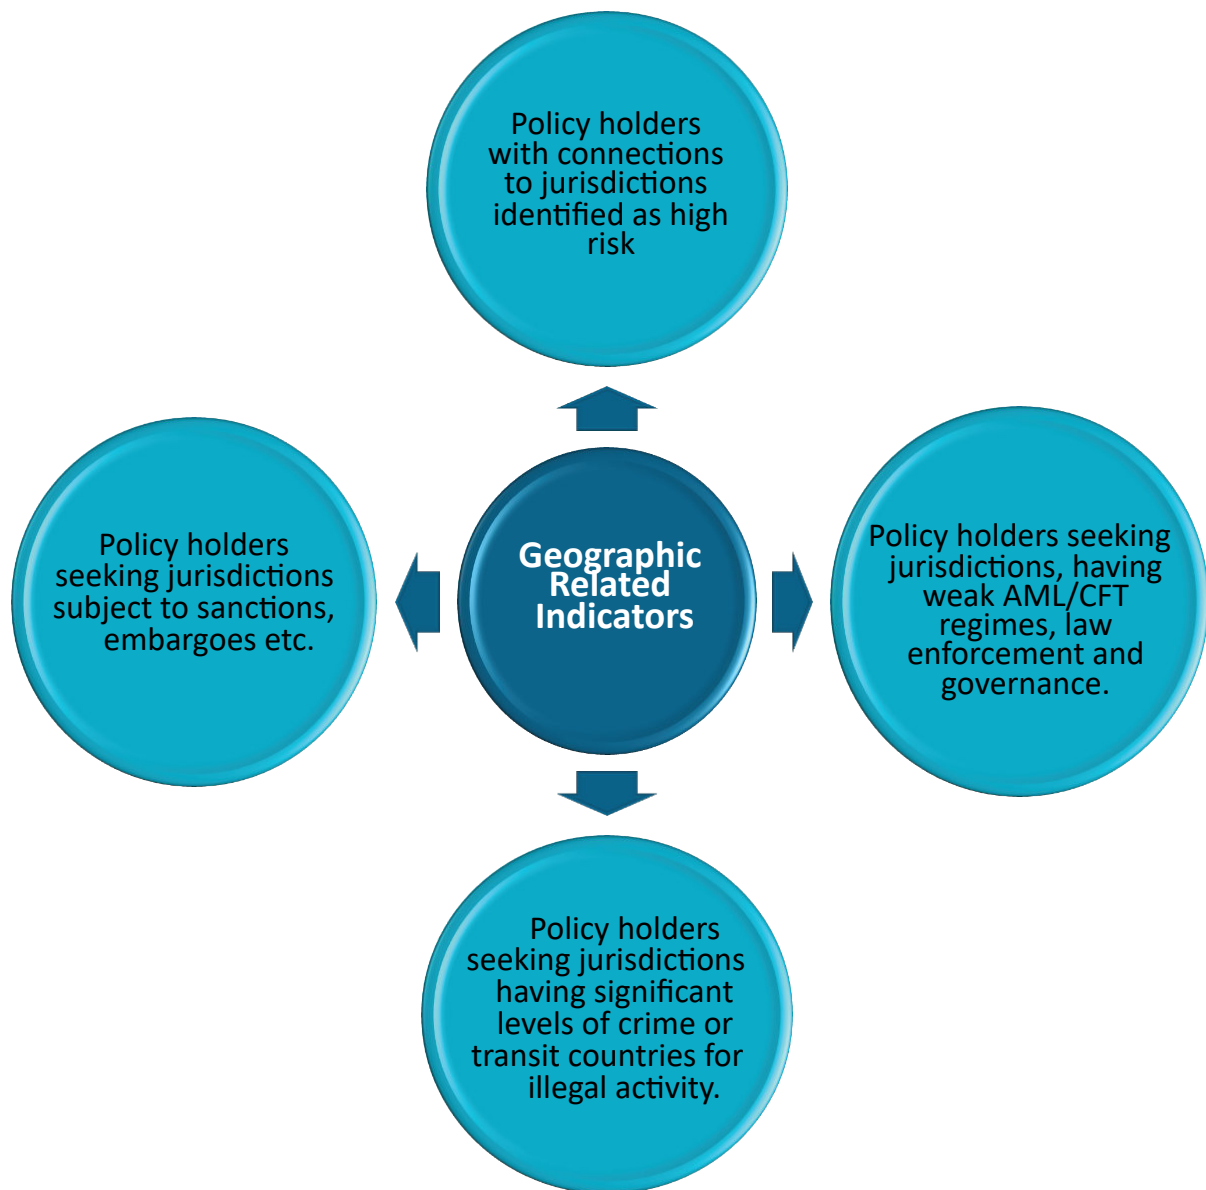 Policy holders
with connections
to jurisdictions
identified as high
risk
Policy holders
seeking jurisdictions
subject to sanctions,
embargoes etc.
Geographic
Related
Indicators
Policy holders seeking
jurisdictions, having
weak AML/CFT
regimes, law
enforcement and
governance.
Policy holders
seeking jurisdictions
having significant
levels of crime or
transit countries for
illegal activity.